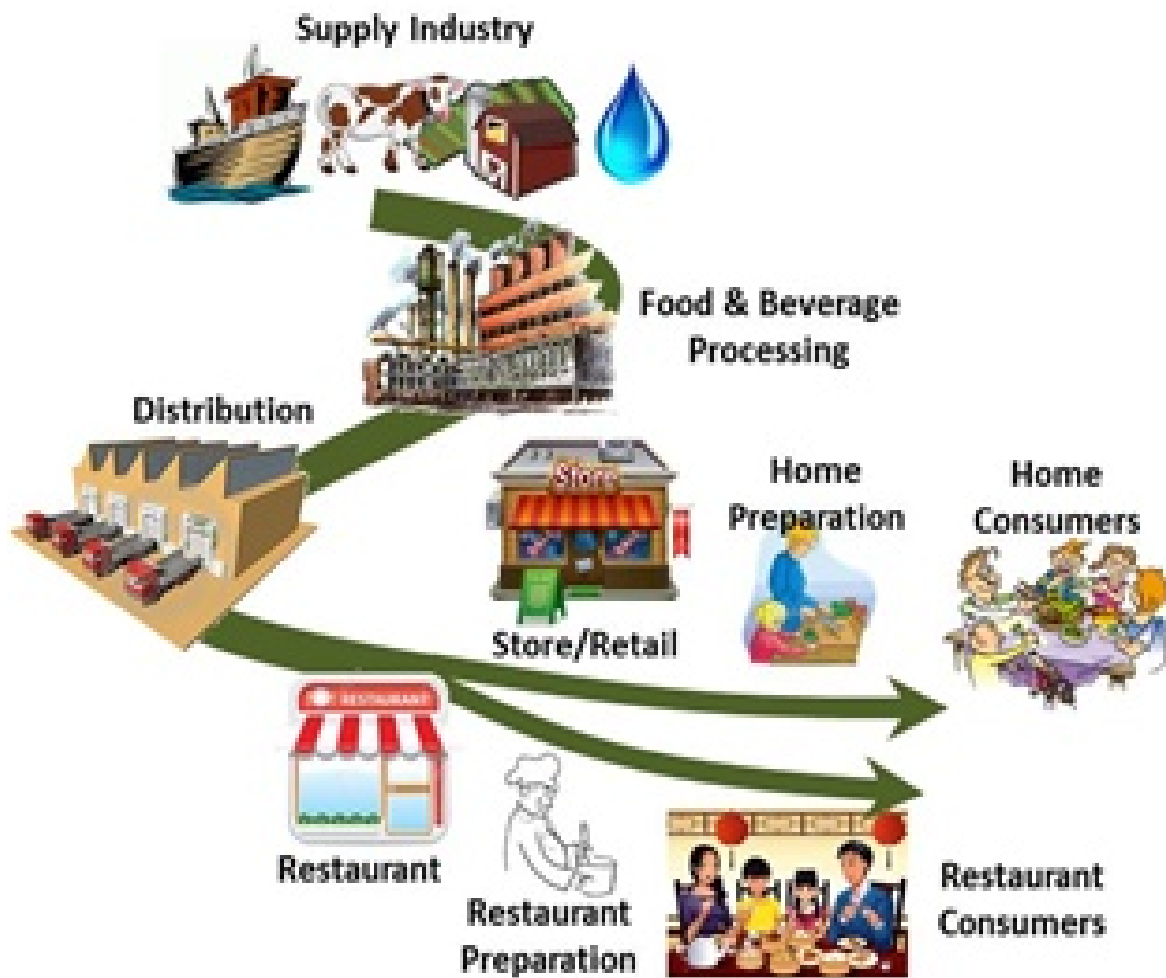 Supply Industry
Food & Beverage
Processing
Distribution
Store
Home
Preparation
Home
Consumers
Store/Retail
RESTAURANT
Restaurant
Restaurant
Preparation
Restaurant
Consumers